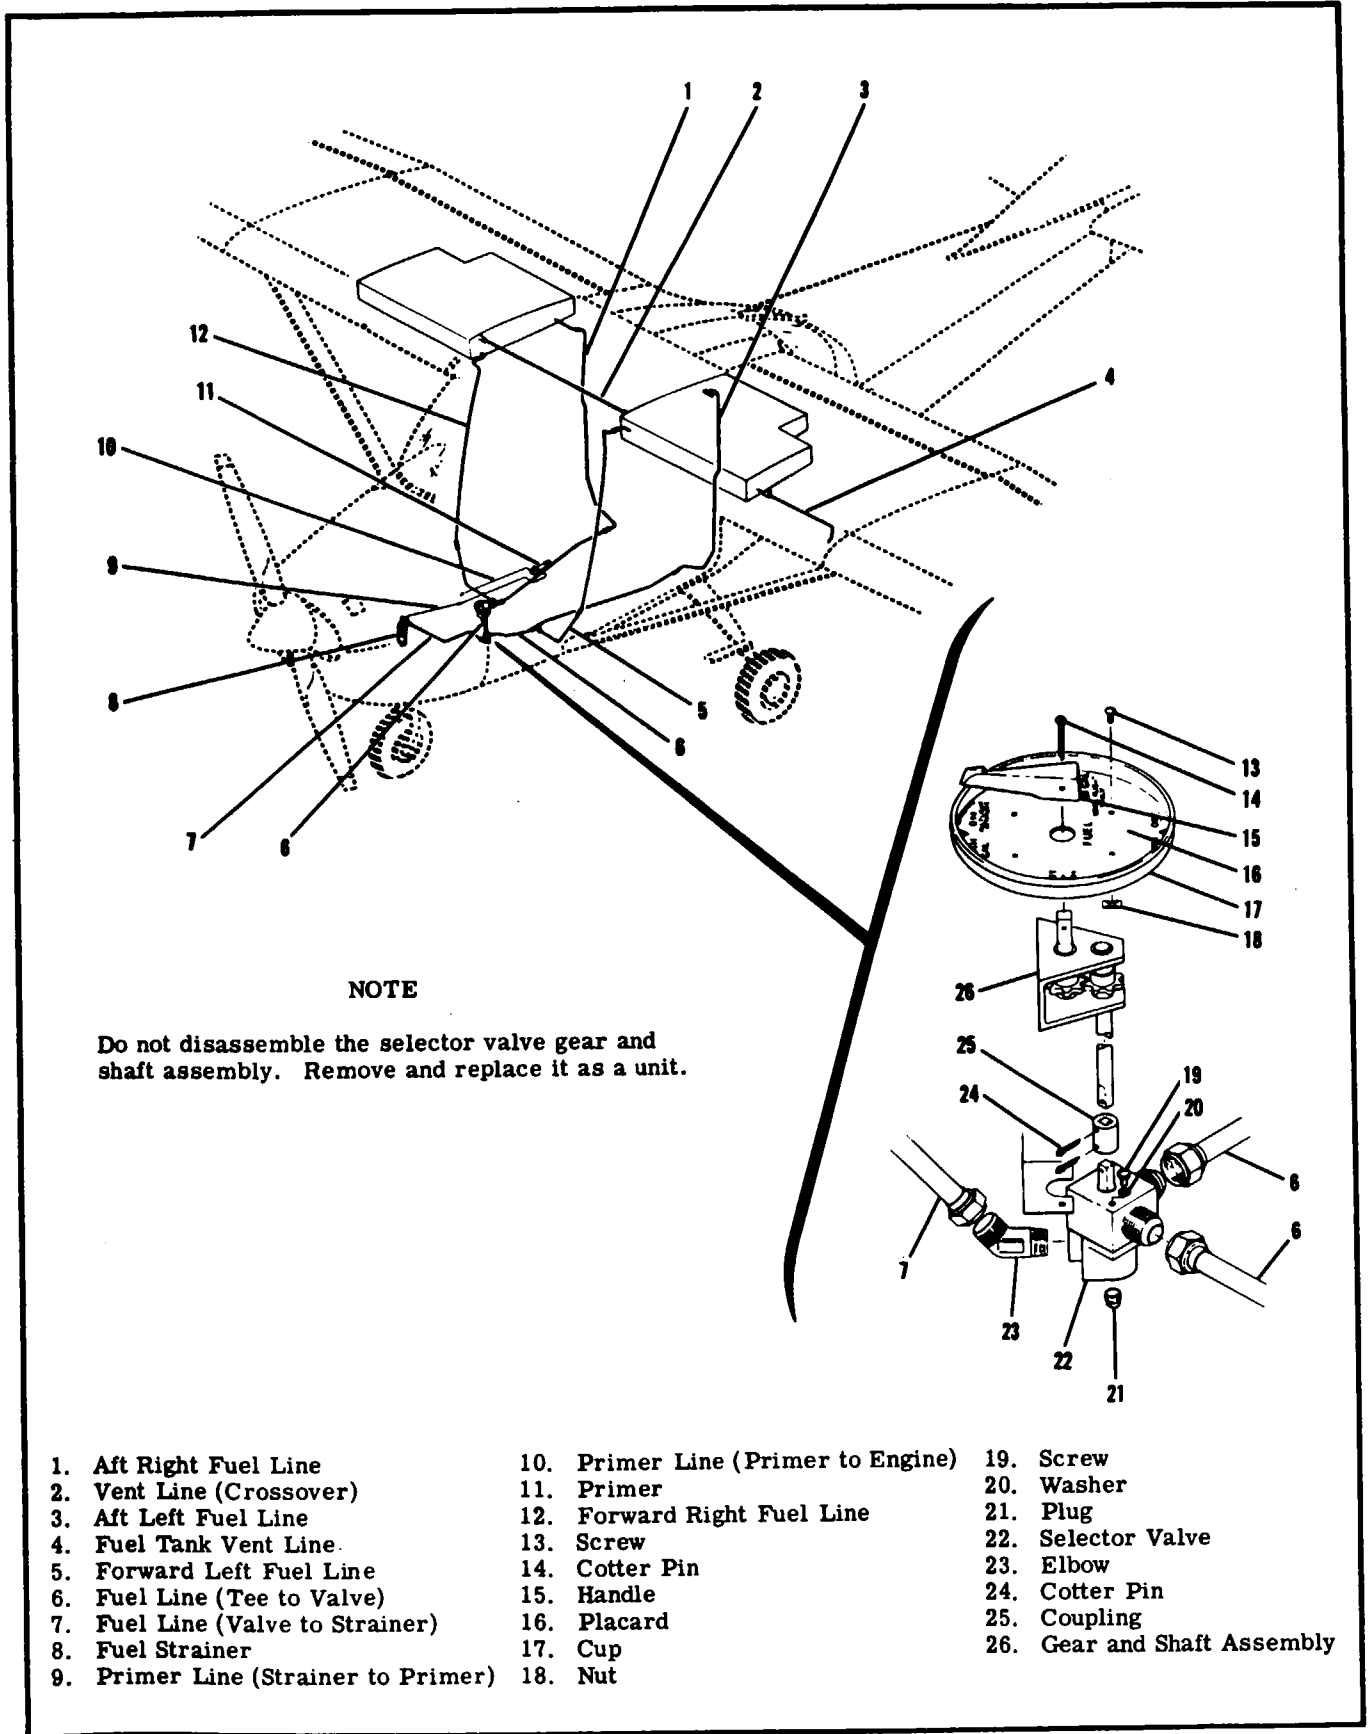 1 2 3
12
11
4
10
9
8
5
6
7 6
13
14
15
16
17
18
FUEL
26
25
24
19
20
6
6
7
23
22
21
NOTE
Do not disassemble the selector valve gear and
shaft assembly. Remove and replace it as a unit.
1. Aft Right Fuel Line
2. Vent Line (Crossover)
3. Aft Left Fuel Line
4. Fuel Tank Vent Line
5. Forward Left Fuel Line
6. Fuel Line (Tee to Valve)
7. Fuel Line (Valve to Strainer)
8. Fuel Strainer
9. Primer Line (Strainer to Primer)
10. Primer Line (Primer to Engine)
11. Primer
12. Forward Right Fuel Line
13. Screw
14. Cotter Pin
15. Handle
16. Placard
17. Cup
18. Nut
19. Screw
20. Washer
21. Plug
22. Selector Valve
23. Elbow
24. Cotter Pin
25. Coupling
26. Gear and Shaft Assembly